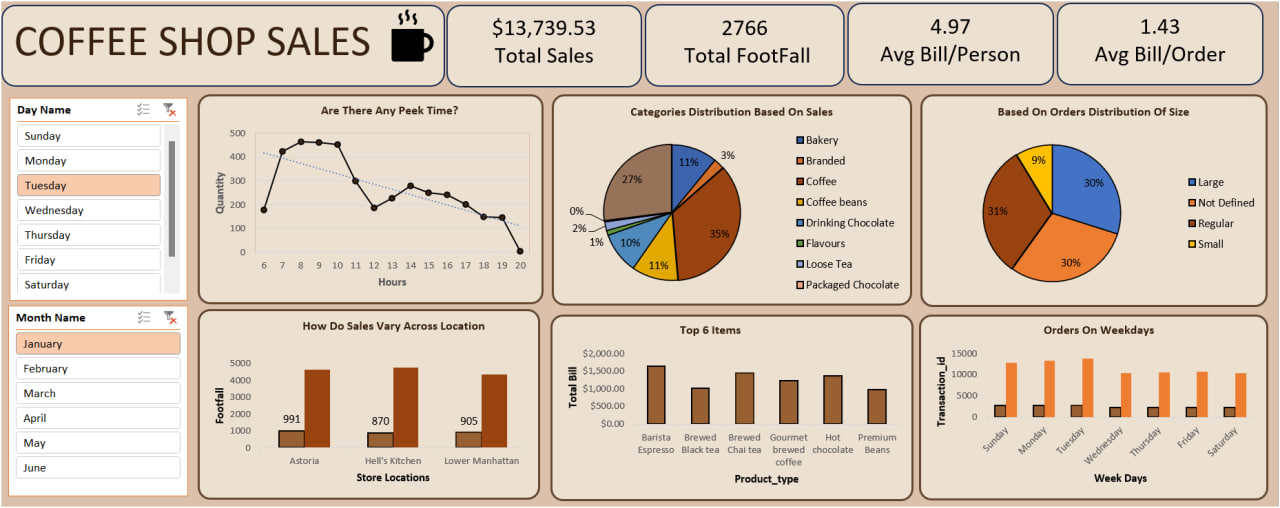 COFFEE SHOP SALES
$13,739.53
Total Sales
2766
Total FootFall
4.97
Avg Bill/Person
1.43
Avg Bill/Order
Day Name
Sunday
Monday
Tuesday
Wednesday
Thursday
Friday
Saturday
Month Name
January
February
March
April
May
June
Are There Any Peek Time?
Quantity
500
400
300
200
100
0
6 7 8 9 10 11 12 13 14 15 16 17 18 19 20
Hours
Categories Distribution Based On Sales
11%
3%
35%
11%
10%
1%
2%
0%
27%
Bakery
Branded
Coffee
Coffee beans
Drinking Chocolate
Flavours
Loose Tea
Packaged Chocolate
Based On Orders Distribution Of Size
30%
30%
31%
9%
Large
Not Defined
Regular
Small
How Do Sales Vary Across Location
Footfall
5000
4000
3000
2000
1000
0
991
870
905
Astoria
Hell's Kitchen
Lower Manhattan
Store Locations
Top 6 Items
Total Bill
$2,000.00
$1,500.00
$1,000.00
$500.00
$0.00
Barista
Espresso
Brewed
Black tea
Brewed
Chai tea
Gourmet
brewed
coffee
Hot
chocolate
Premium
Beans
Product_type
Orders On Weekdays
Transaction_id
15000
10000
5000
0
Sunday
Monday
Tuesday
Wednesday
Thursday
Friday
Saturday
Week Days